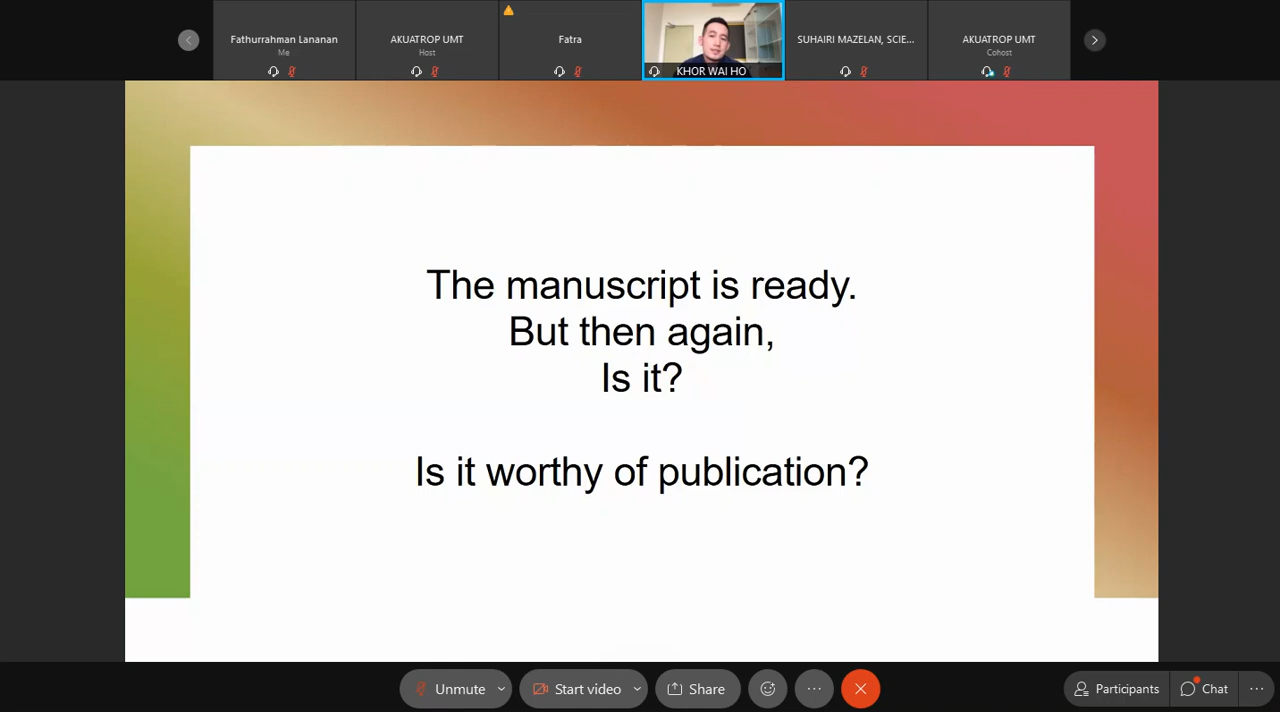 Fathurrahman Lananan
Me
AKUATROP UMT
Host
Fatra
KHOR WAI HO
SUHAIRI MAZELAN, SCIE...
AKUATROP UMT
Cohost
The manuscript is ready.
But then again,
Is it?
Is it worthy of publication?
Unmute
Start video
Share
Participants
Chat